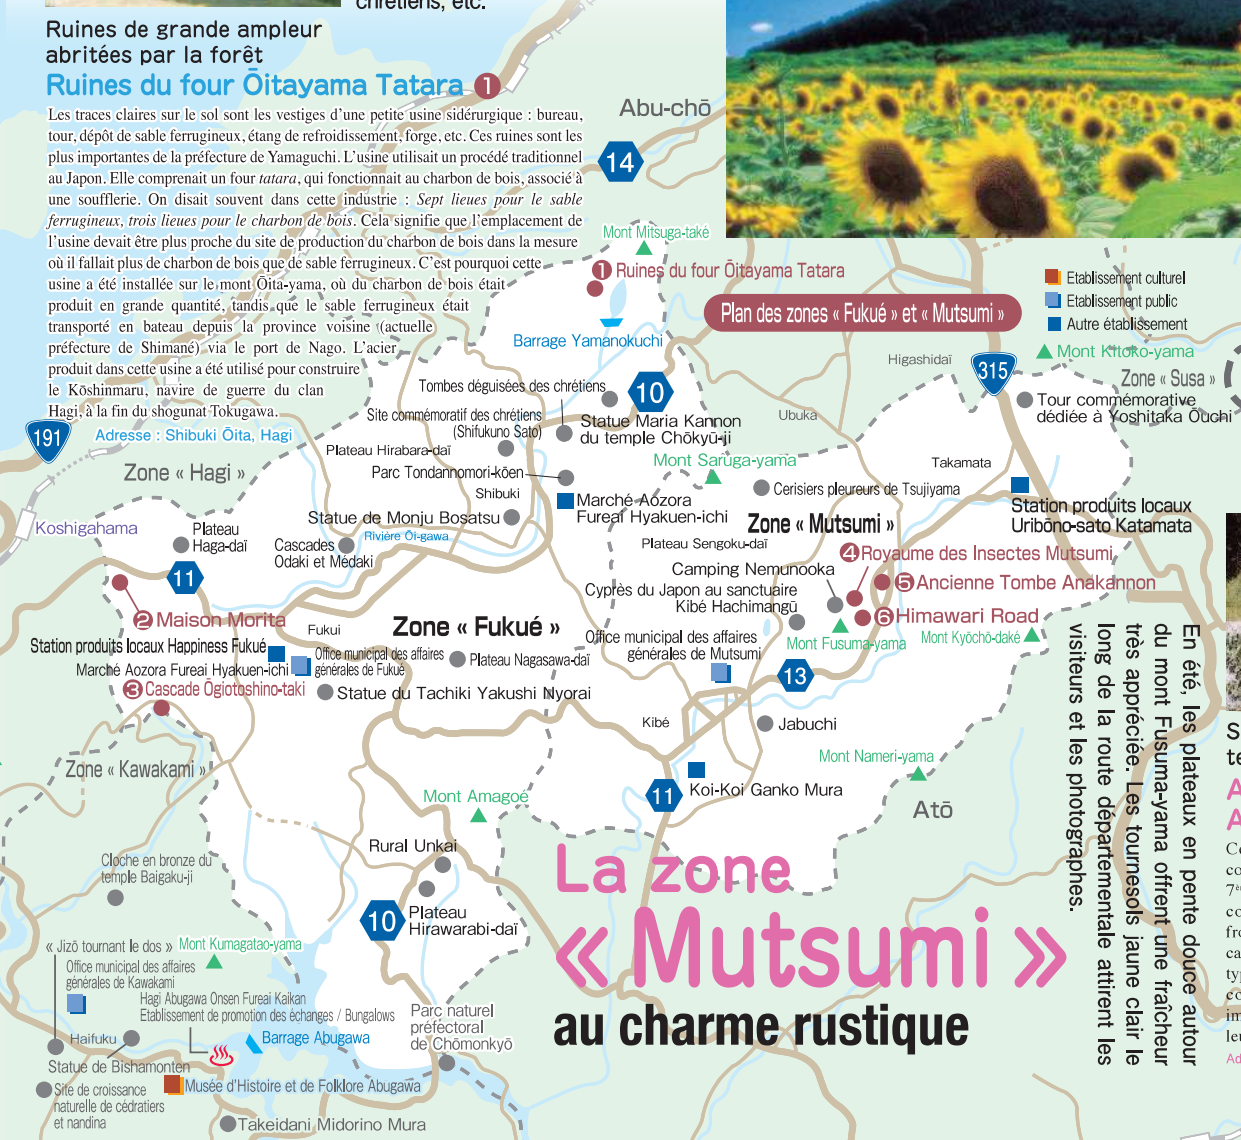 chrétiens, etc.
Ruines de grande ampleur
abritées par la forêt
Ruines du four Ōitayama Tatara 1
Les traces claires sur le sol sont les vestiges d'une petite usine sidérurgique : bureau,
tour, dépôt de sable ferrugineux, étang de refroidissement, forge, etc. Ces ruines sont les
plus importantes de la préfecture de Yamaguchi. L'usine utilisait un procédé traditionnel
au Japon. Elle comprenait un four tatara, qui fonctionnait au charbon de bois, associé à
une soufflerie. On disait souvent dans cette industrie : Sept lieues pour le sable
ferrugineux, trois lieues pour le charbon de bois. Cela signifie que l'emplacement de
l'usine devait être plus proche du site de production du charbon de bois dans la mesure
où il fallait plus de charbon de bois que de sable ferrugineux. C'est pourquoi cette
usine a été installée sur le mont Ōita-yama, où du charbon de bois était
produit en grande quantité, tandis que le sable ferrugineux était
transporté en bateau depuis la province voisine (actuelle
préfecture de Shimané) via le port de Nago. L'acier
produit dans cette usine a été utilisé pour construire
le Kōshinmaru, navire de guerre du clan
Hagi, à la fin du shogunat Tokugawa.
Adresse : Shibuki Ōita, Hagi
191
Abu-chō
14
Mont Mitsuga-také
1 Ruines du four Ōitayama Tatara
Barrage Yamanokuchi
Plan des zones « Fukué » et « Mutsumi »
Etablissement culturel
Etablissement public
Autre établissement
Mont Kitoko-yama
Higashidaï
315
Zone « Susa »
Tour commémorative
dédiée à Yoshitaka Ōuchi
Tombes déguisées des chrétiens
10
Site commémoratif des chrétiens
(Shifukuno Sato)
Statue Maria Kannon
du temple Chōkyū-ji
Ubuka
Plateau Hirabara-daï
Zone « Hagi »
Parc Tondannomori-kōen
Mont Saruga-yama
Takamata
Shibuki
Marché Aozora
Fureai Hyakuen-ichi
Cerisiers pleureurs de Tsujiyama
Station produits locaux
Uribōno-sato Katamata
Koshigahama
Plateau
Haga-daï
Statue de Monju Bosatsu
Rivière Ōi-gawa
Cascades
Odaki et Médaki
Zone « Mutsumi »
Plateau Sengoku-daï
4 Royaume des Insectes Mutsumi
Camping Nemunooka
5 Ancienne Tombe Anakannon
Cyprès du Japon au sanctuaire
Kibé Hachimangū
6 Himawari Road
11
2 Maison Morita
Fukui
Zone « Fukué »
Mont Fusuma-yama
Mont Kyōchō-daké
Station produits locaux Happiness Fukué
Marché Aozora Fureai Hyakuen-ichi
Office municipal des affaires
générales de Fukué
Plateau Nagasawa-daï
Office municipal des affaires
générales de Mutsumi
3 Cascade Ōgiotoshino-taki
Statue du Tachiki Yakushi Nyorai
13
Kibé
Jabuchi
Zone « Kawakami »
Mont Nameri-yama
Mont Amagoé
11
Koi-Koi Ganko Mura
Atō
Rural Unkai
Cloche en bronze du
temple Baigaku-ji
10
Plateau
Hirawarabi-daï
« Jizō tournant le dos »
Mont Kumagatao-yama
Office municipal des affaires
générales de Kawakami
Hagi Abugawa Onsen Fureai Kaikan
Etablissement de promotion des échanges / Bungalows
Parc naturel
préfectoral
de Chōmonkyō
Haifuku
Barrage Abugawa
Statue de Bishamonten
Site de croissance
naturelle de cédratiers
et nandina
Musée d'Histoire et de Folklore Abugawa
Takeidani Midorino Mura
La zone
« Mutsumi »
au charme rustique
En été, les plateaux en pente douce autour
du mont Fusuma-yama offrent une fraîcheur
très appréciée. Les tournesols jaune clair le
long de la route départementale attirent les
visiteurs et les photographes.